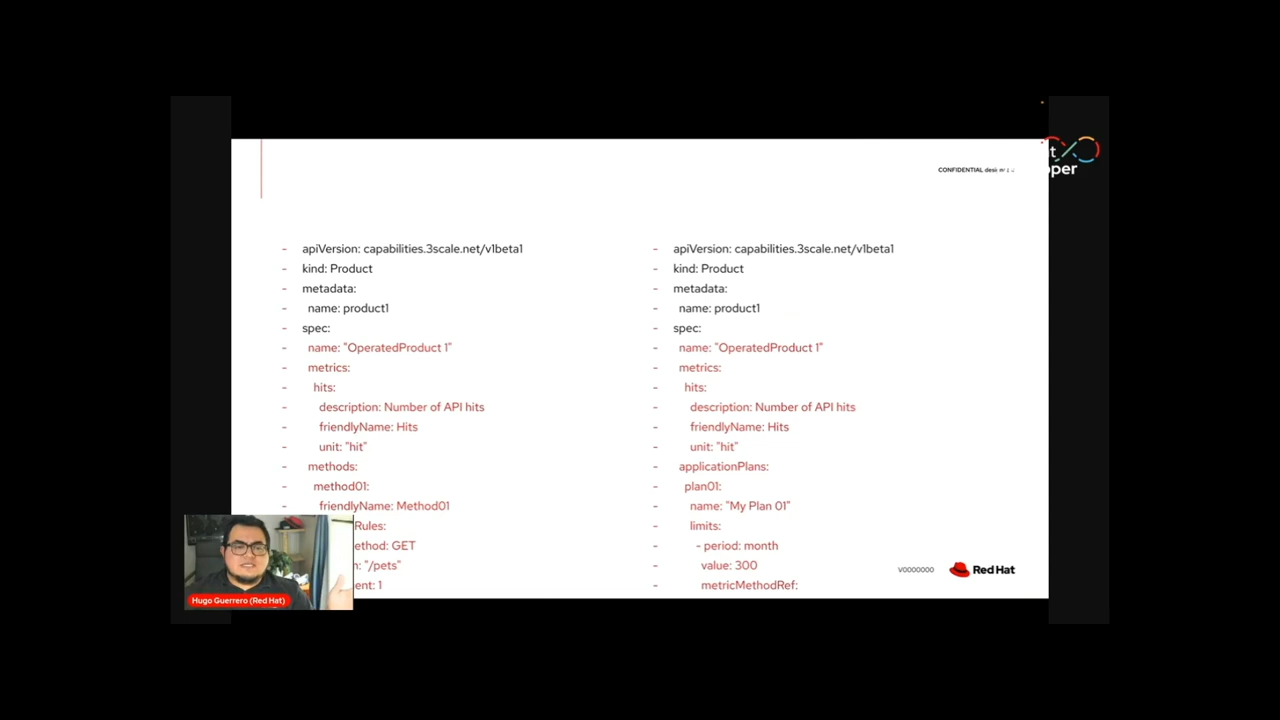 CONFIDENTIAL
apiVersion: capabilities.3scale.net/v1beta1
kind: Product
metadata:
name: product1
spec:
name: "OperatedProduct 1"
metrics:
hits:
description: Number of API hits
friendlyName: Hits
unit: "hit"
methods:
method01:
friendlyName: Method01
Rules:
ethod: GET
: "/pets"
ent: 1
apiVersion: capabilities.3scale.net/v1beta1
kind: Product
metadata:
name: product1
spec:
name: "OperatedProduct 1"
metrics:
hits:
description: Number of API hits
friendlyName: Hits
unit: "hit"
applicationPlans:
plan01:
name: "My Plan 01"
limits:
- period: month
value: 300
metricMethodRef:
V0000000
Red Hat
Hugo Guerrero (Red Hat)